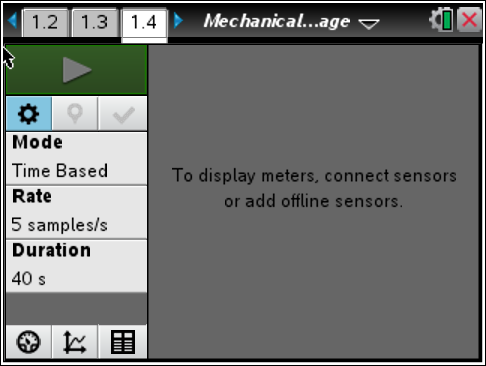 1.2 1.3 1.4 Mechanical...age
Mode
Time Based
Rate
5 samples/s
Duration
40 s
To display meters, connect sensors
or add offline sensors.